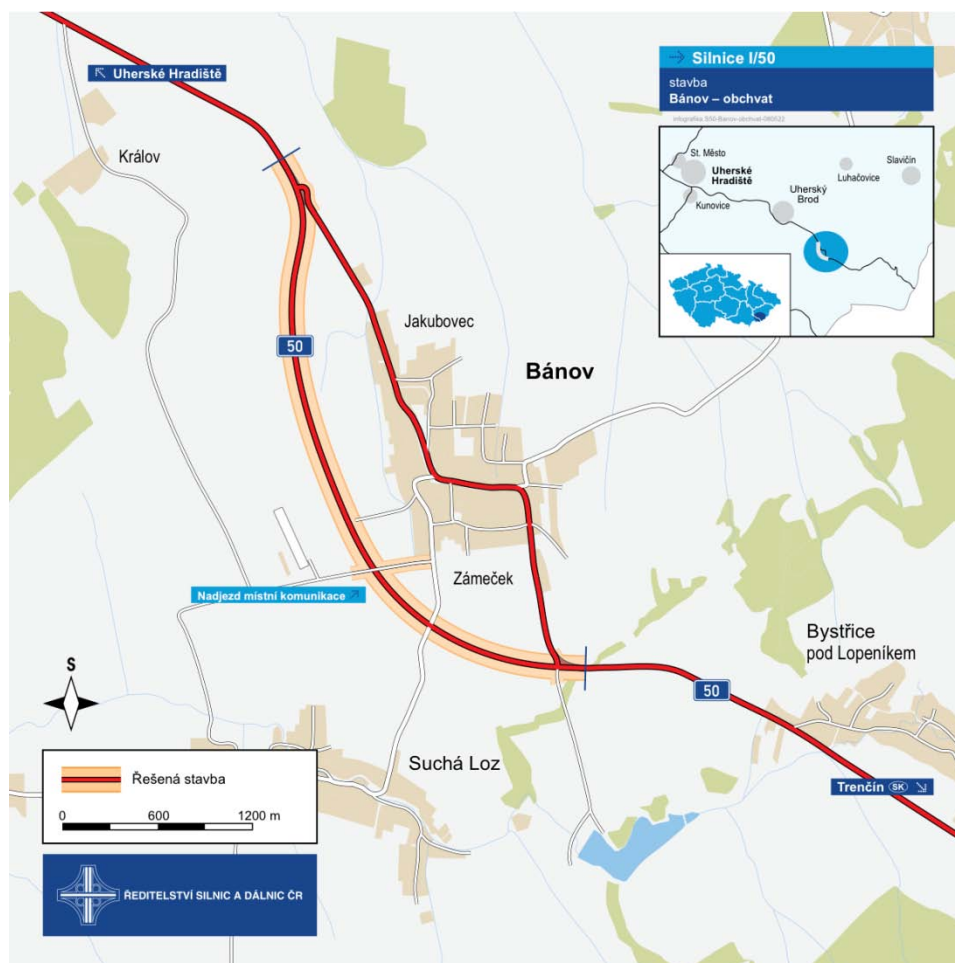 Uherské Hradiště
Králov
Jakubovec
Bánov
50
Zámeček
Nadjezd místní komunikace
Bystřice
pod Lopeníkem
50
Suchá Loz
Trenčín SK
S
Řešená stavba
0 600 1200 m
ŘEDITELSTVÍ SILNIC A DÁLNIC ČR
Silnice I/50
stavba
Bánov – obchvat
St. Město
Uherské
Hradiště
Kunovice
Uherský
Brod
Luhačovice
Slavičín